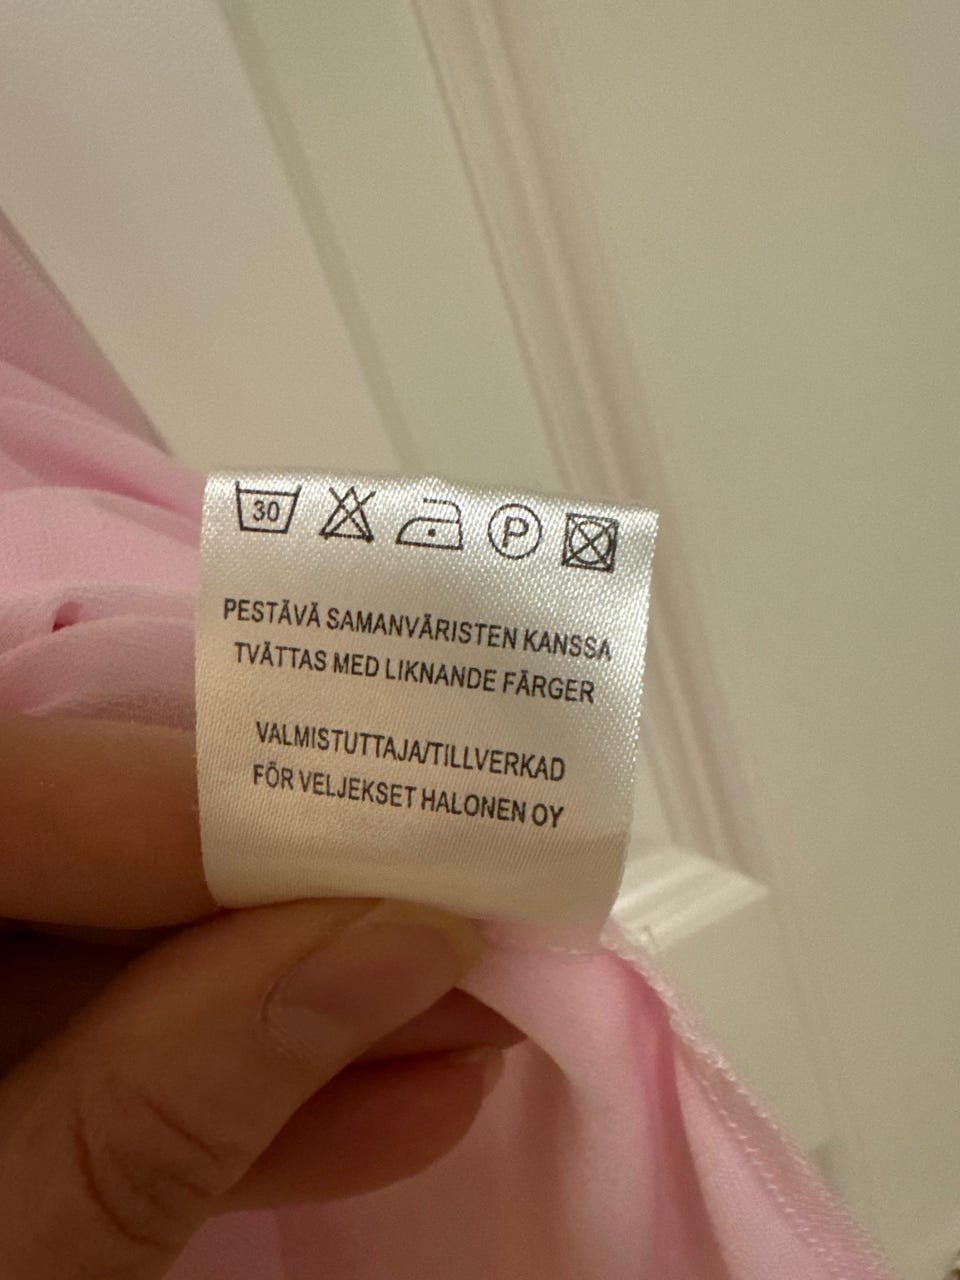 30 P
PESTÄVÄ SAMANVÄRISTEN KANSSA
TVÄTTAS MED LIKNANDE FÄRGER
VALMISTUTTAJA/TILLVERKAD
FÖR VELJEKSET HALONEN OY